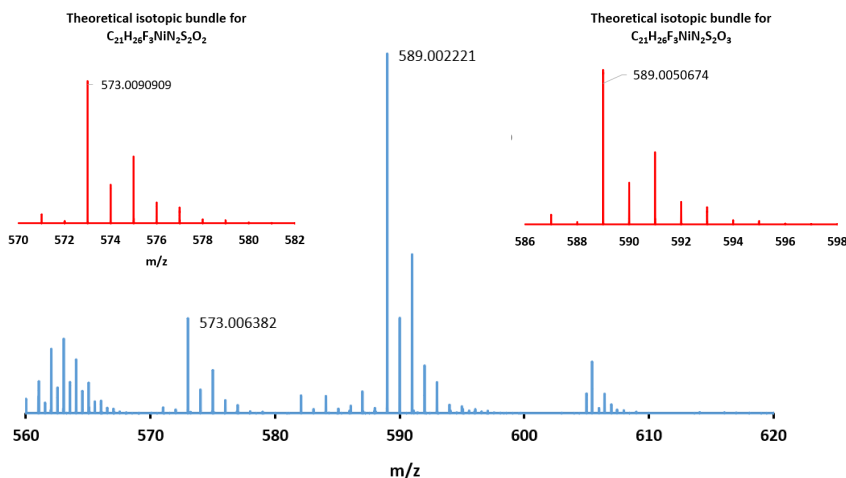 Theoretical isotopic bundle for
C₂₁H₂₆F₃NiN₂S₂O₂
573.0090909
570 572 574 576 578 580 582
m/z
Theoretical isotopic bundle for
C₂₁H₂₆F₃NiN₂S₂O₃
589.0050674
586 588 590 592 594 596 598
589.002221
573.006382
560 570 580 590 600 610 620
m/z